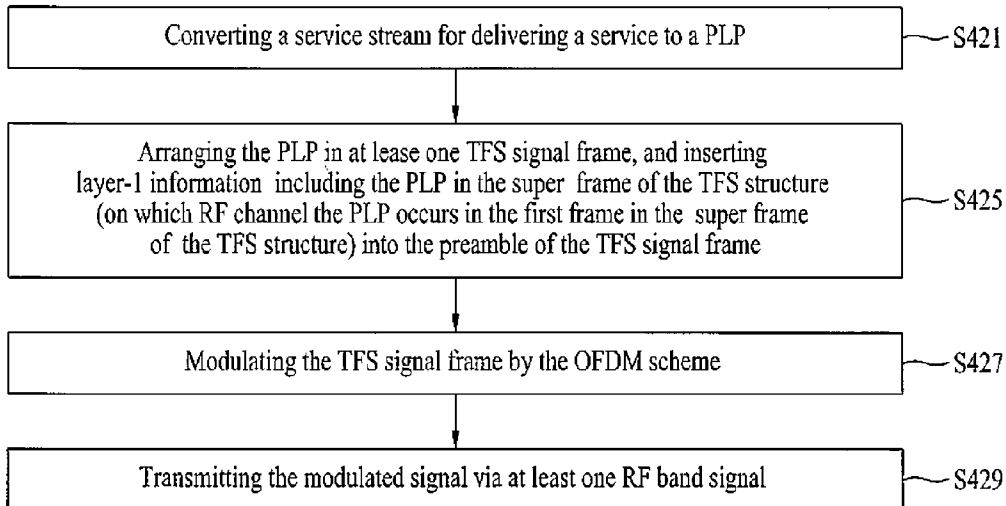 Converting a service stream for delivering a service to a PLP
S421
Arranging the PLP in at lease one TFS signal frame, and inserting
layer-1 information including the PLP in the super frame of the TFS structure
(on which RF channel the PLP occurs in the first frame in the super frame
of the TFS structure) into the preamble of the TFS signal frame
S425
Modulating the TFS signal frame by the OFDM scheme
S427
Transmitting the modulated signal via at least one RF band signal
S429